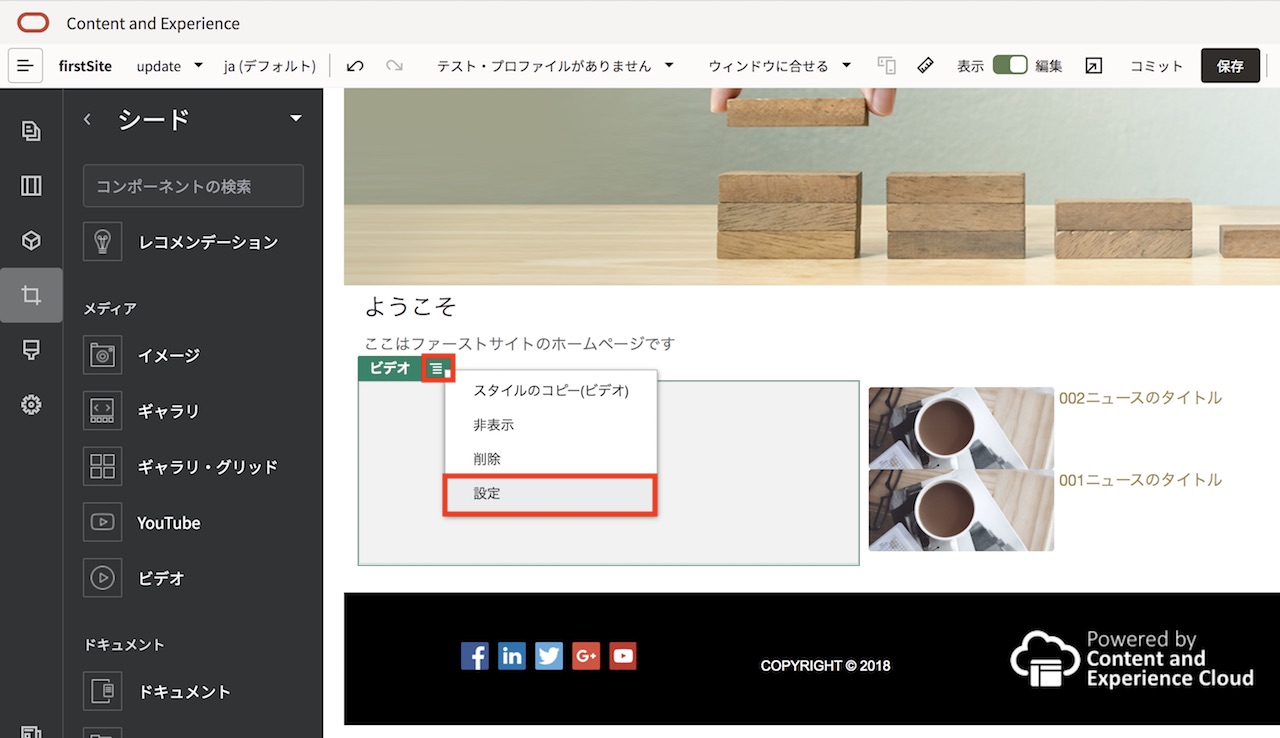 Content and Experience
firstSite update ja (デフォルト) テスト・プロファイルがありません ウィンドウに合せる 表示 編集 コミット 保存
シード
コンポーネントの検索
レコメンデーション
メディア
イメージ
ギャラリ
ギャラリ・グリッド
YouTube
ビデオ
ドキュメント
ドキュメント
ようこそ
ここはファーストサイトのホームページです
ビデオ
スタイルのコピー(ビデオ)
非表示
削除
設定
002ニュースのタイトル
001ニュースのタイトル
COPYRIGHT © 2018
Powered by
Content and
Experience Cloud